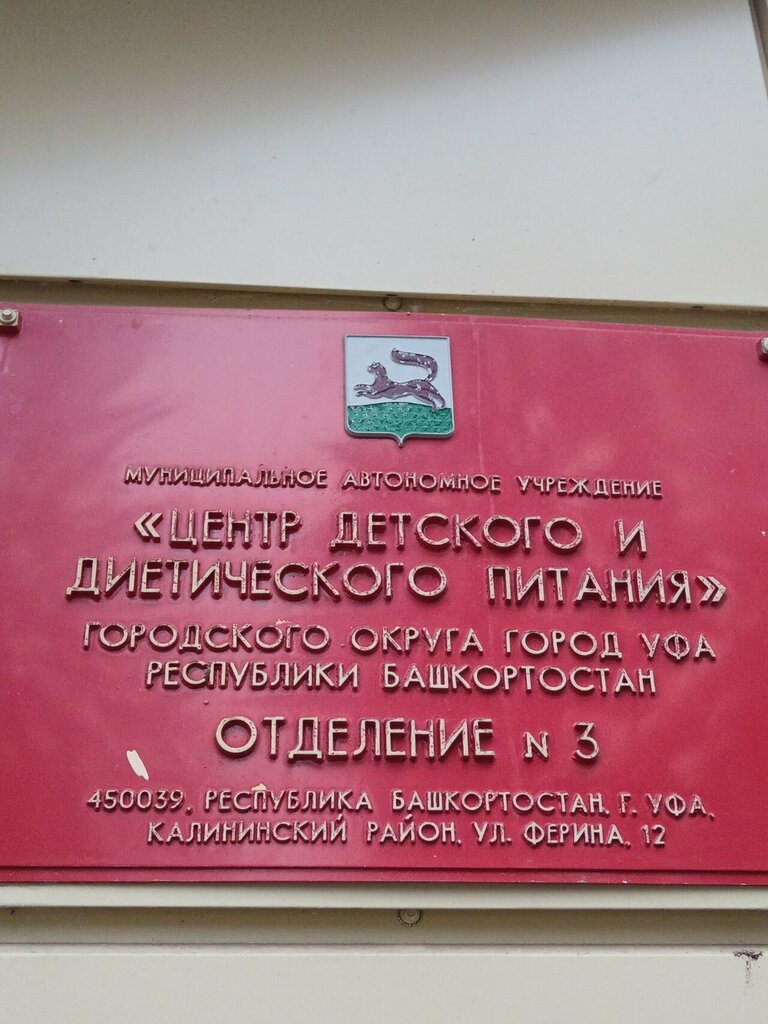 МУНИЦИПАЛЬНОЕ АВТОНОМНОЕ УЧРЕЖДЕНИЕ
«ЦЕНТР ДЕТСКОГО И
ДИЕТИЧЕСКОГО ПИТАНИЯ»
ГОРОДСКОГО ОКРУГА ГОРОД УФА
РЕСПУБЛИКИ БАШКОРТОСТАН
ОТДЕЛЕНИЕ N 3
450039, РЕСПУБЛИКА БАШКОРТОСТАН, Г. УФА,
КАЛИНИНСКИЙ РАЙОН, УЛ. ФЕРИНА, 12